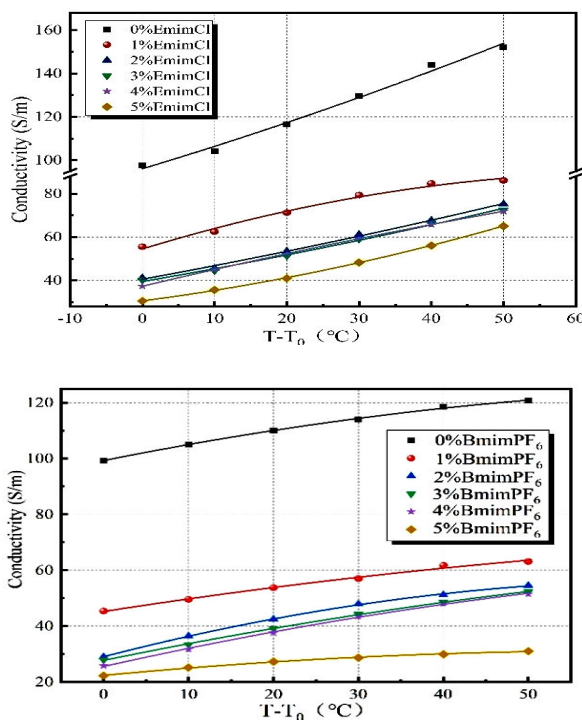 160
140
120
100
80
60
40
Conductivity (S/m)
0%EmimCl
1%EmimCl
2%EmimCl
3%EmimCl
4%EmimCl
5%EmimCl
-10 0 10 20 30 40 50 60
T-T₀ (°C)
120
100
80
60
40
20
Conductivity (S/m)
0%BmimPF₆
1%BmimPF₆
2%BmimPF₆
3%BmimPF₆
4%BmimPF₆
5%BmimPF₆
0 10 20 30 40 50
T-T₀ (°C)